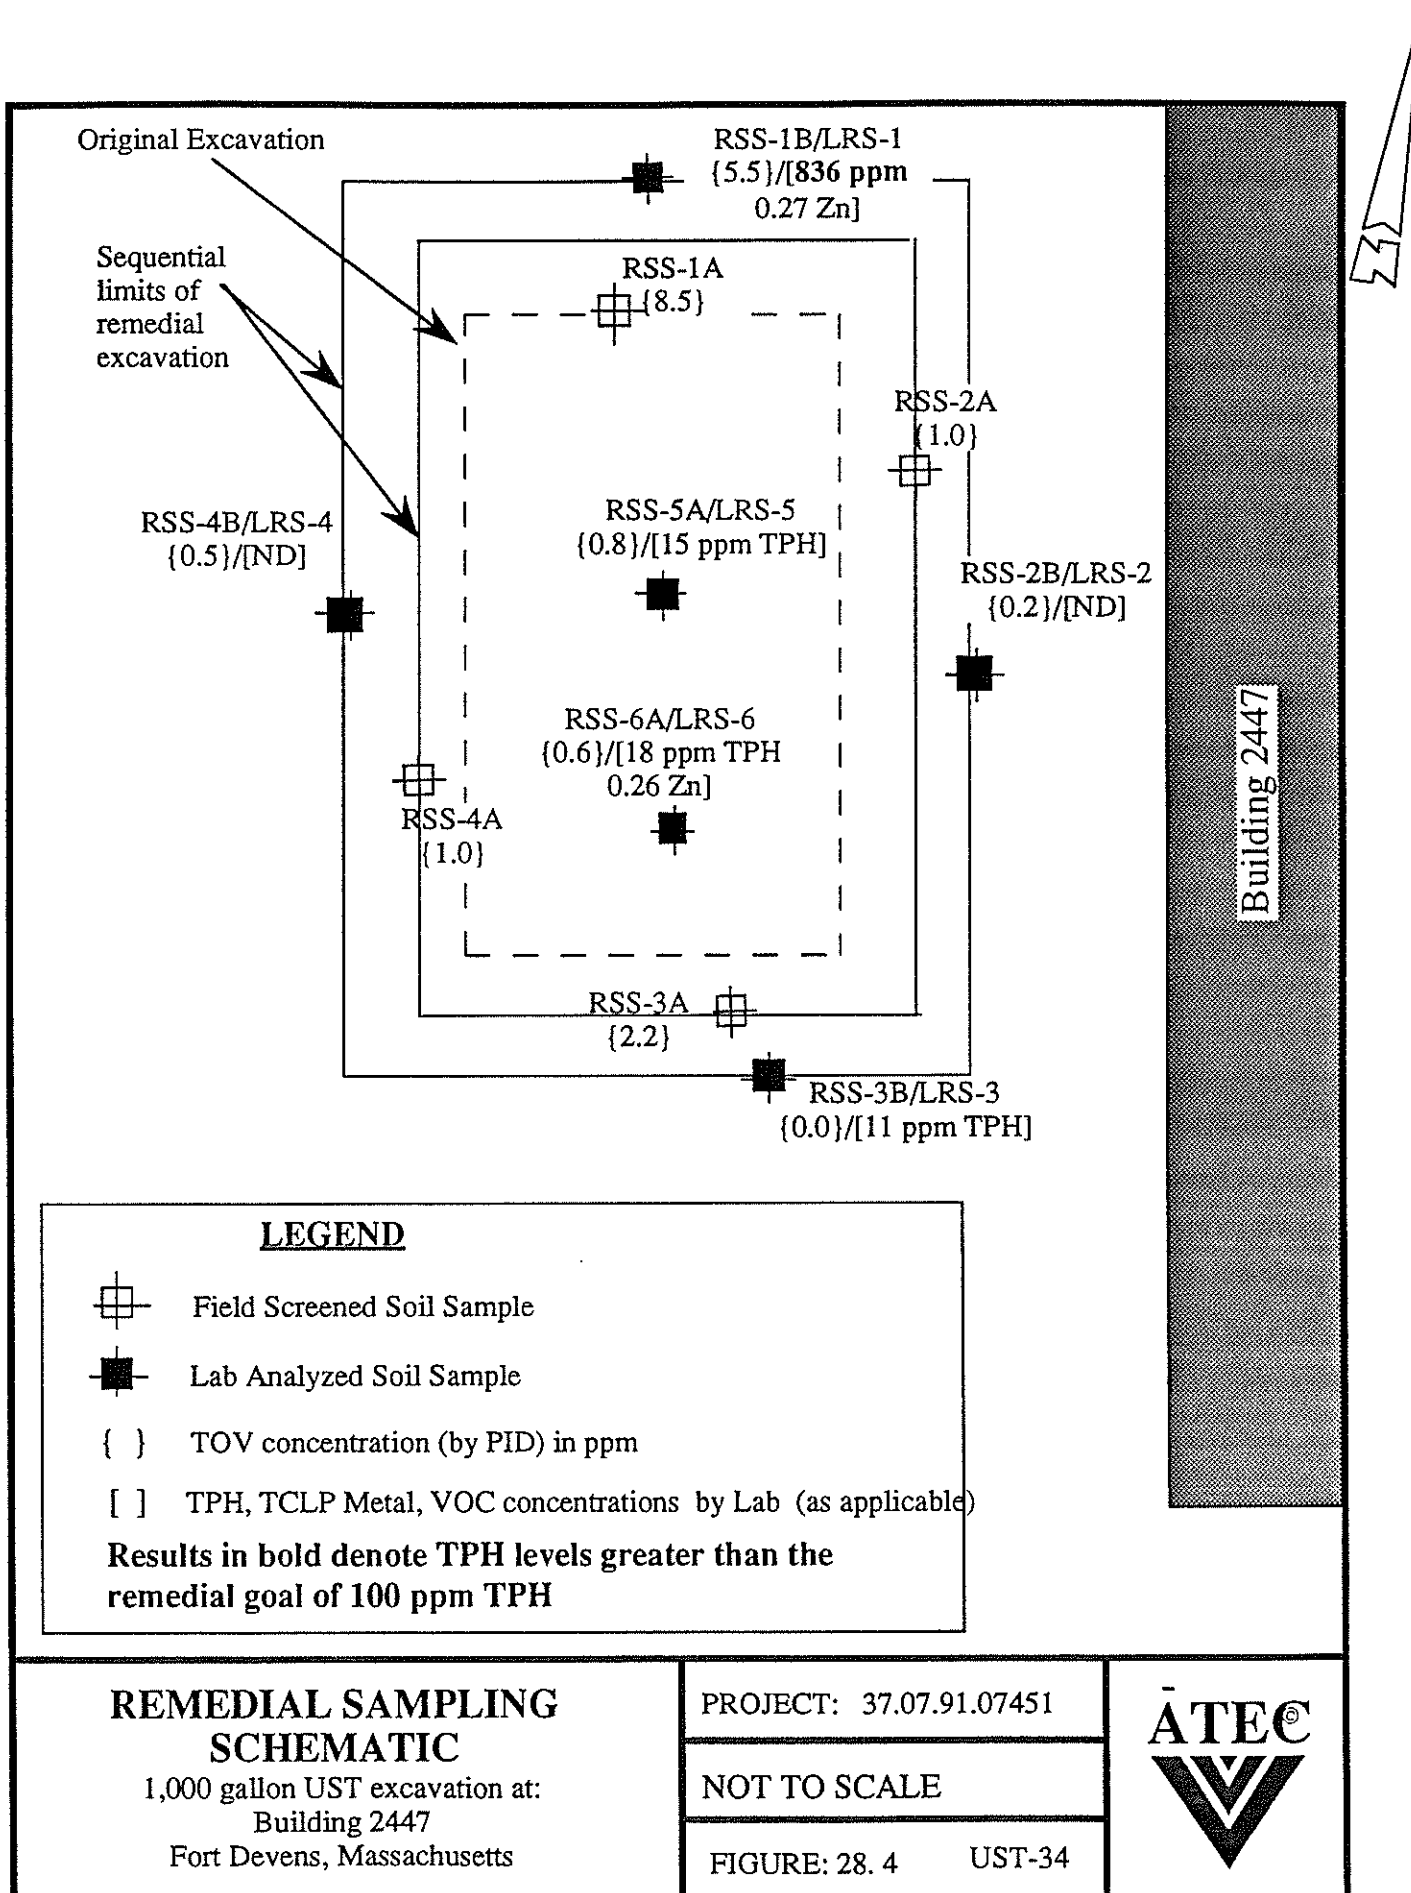 Original Excavation
RSS-1B/LRS-1
{5.5}/[836 ppm
0.27 Zn]
Sequential
limits of
remedial
excavation
RSS-1A
{8.5}
N
RSS-2A
{1.0}
RSS-4B/LRS-4
{0.5}/[ND]
RSS-5A/LRS-5
{0.8}/[15 ppm TPH]
RSS-2B/LRS-2
{0.2}/[ND]
RSS-6A/LRS-6
{0.6}/[18 ppm TPH
0.26 Zn]
RSS-4A
{1.0}
Building 2447
RSS-3A
{2.2}
RSS-3B/LRS-3
{0.0}/[11 ppm TPH]
LEGEND
Field Screened Soil Sample
Lab Analyzed Soil Sample
{ } TOV concentration (by PID) in ppm
[ ] TPH, TCLP Metal, VOC concentrations by Lab (as applicable)
Results in bold denote TPH levels greater than the
remedial goal of 100 ppm TPH
REMEDIAL SAMPLING
SCHEMATIC
1,000 gallon UST excavation at:
Building 2447
Fort Devens, Massachusetts
PROJECT: 37.07.91.07451
NOT TO SCALE
FIGURE: 28. 4 UST-34
ATEC©